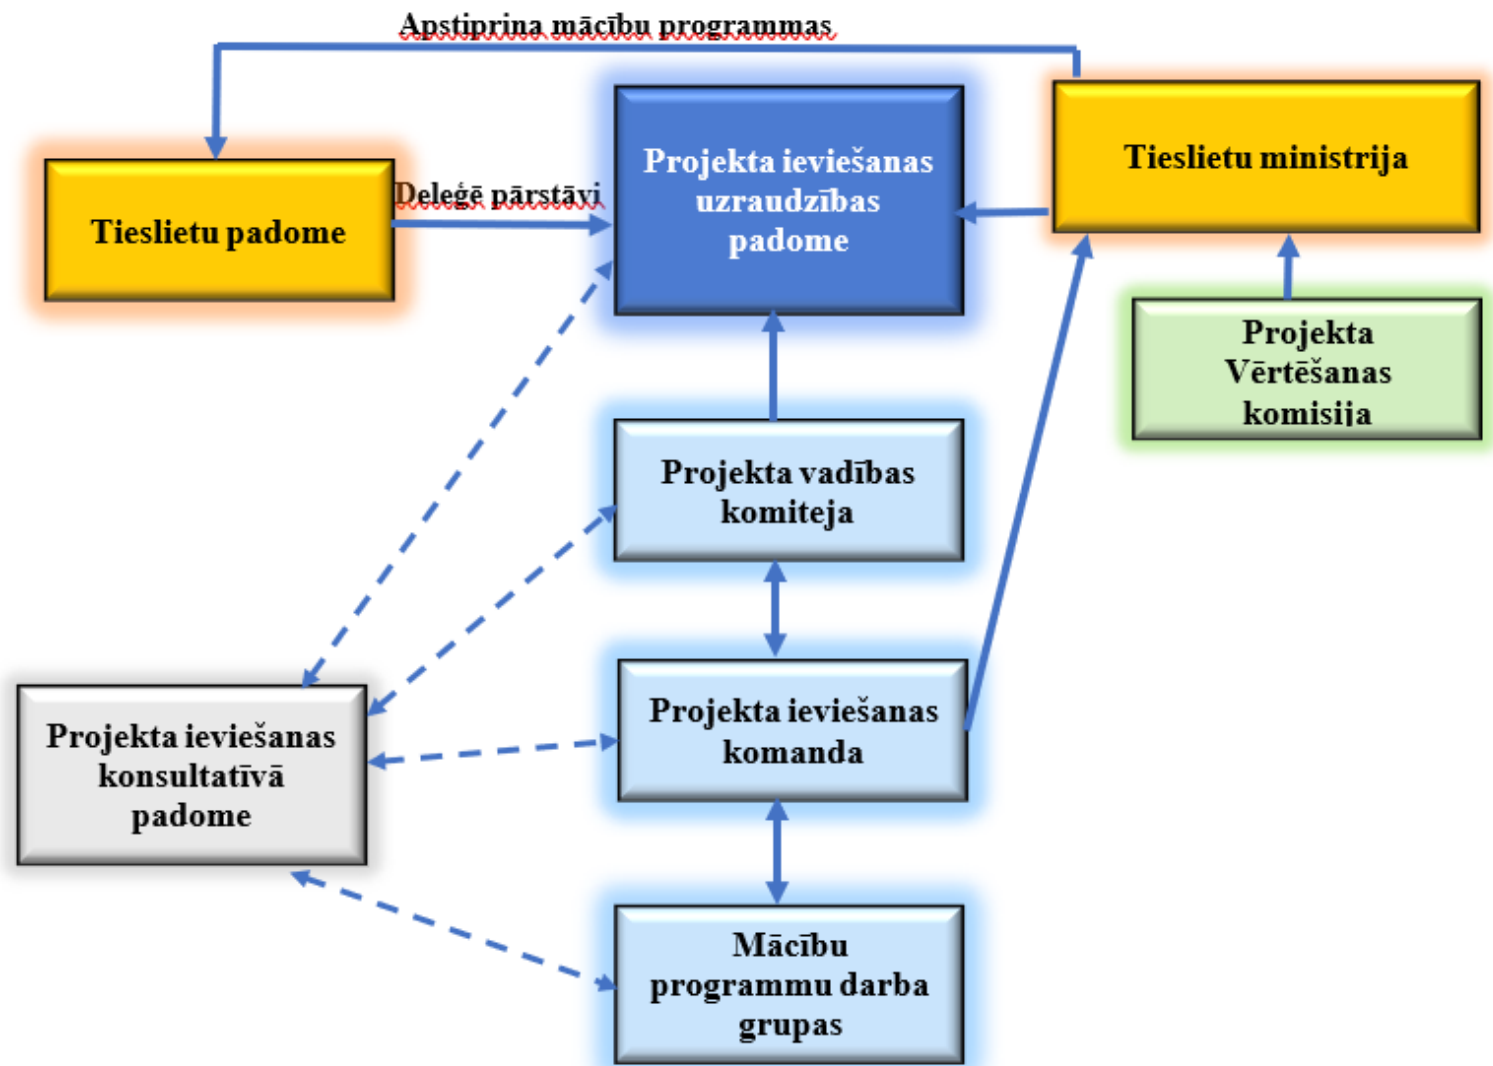 Apstiprina mācību programmas
Projekta ieviešanas
uzraudzības
padome
Tieslietu ministrija
Deleģē pārstāvi
Tieslietu padome
Projekta
Vērtēšanas
komisija
Projekta vadības
komiteja
Projekta ieviešanas
konsultatīvā
padome
Projekta ieviešanas
komanda
Mācību
programmu darba
grupas